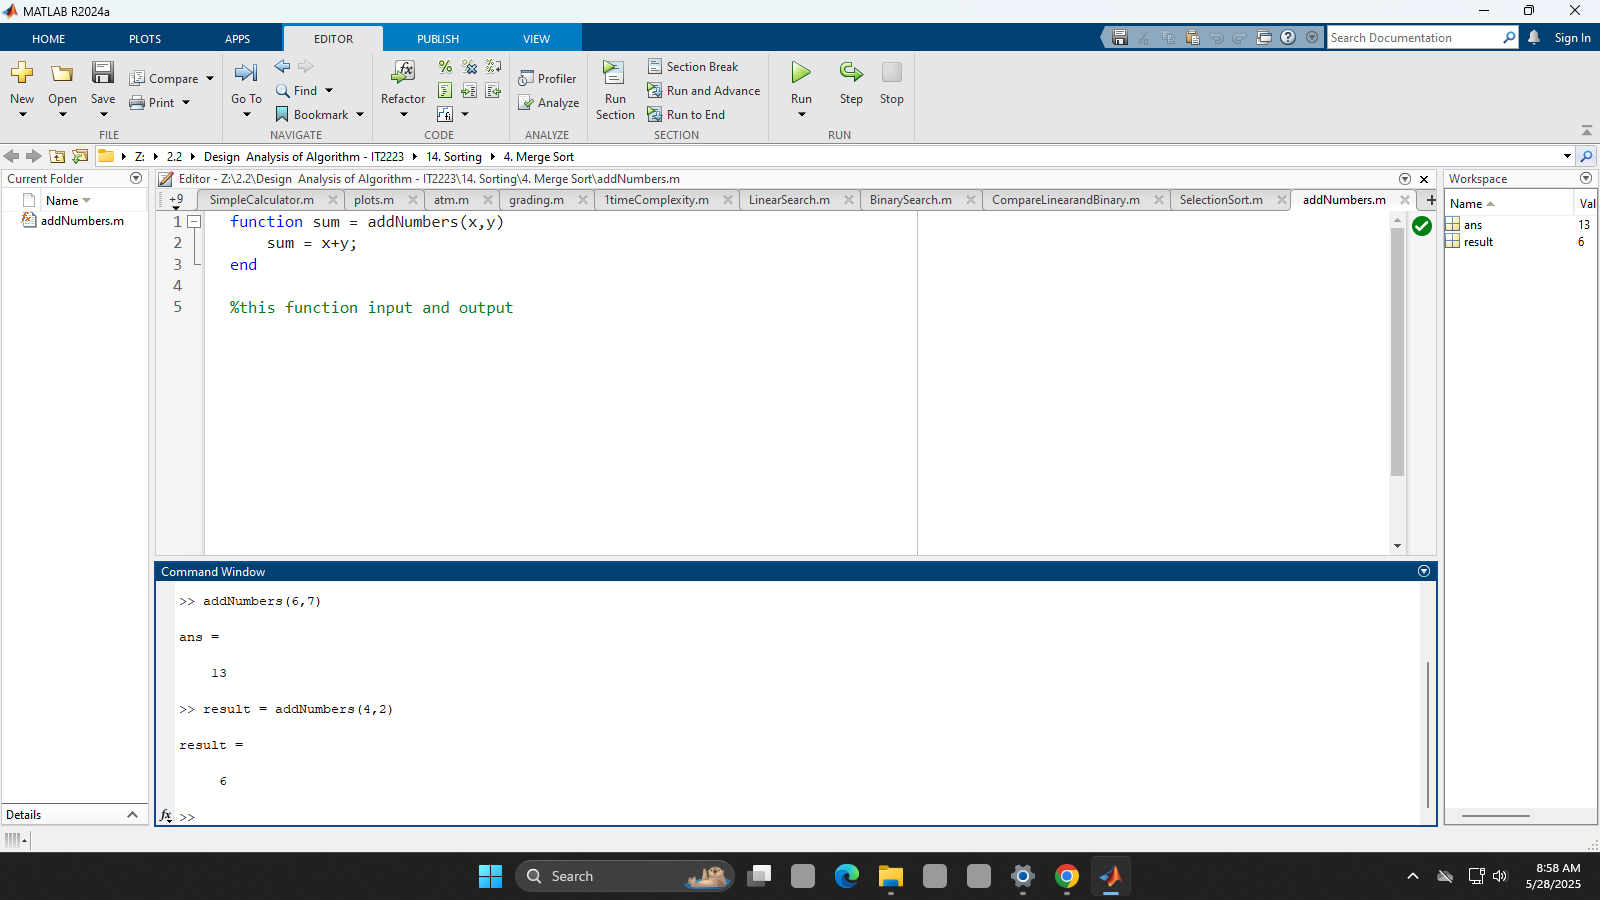 MATLAB R2024a
HOME PLOTS APPS EDITOR PUBLISH VIEW
Search Documentation
Sign In
New
Open
Save
Compare
Print
FILE
Go To
Find
Bookmark
NAVIGATE
Refactor
CODE
Profiler
Analyze
ANALYZE
Run Section
Section Break
Run and Advance
Run to End
SECTION
Run
Step
Stop
RUN
Z: 2.2 Design Analysis of Algorithm - IT2223 14. Sorting 4. Merge Sort
Current Folder
Name
addNumbers.m
Details
Editor - Z:\2.2\Design Analysis of Algorithm - IT2223\14. Sorting\4. Merge Sort\addNumbers.m
+9 SimpleCalculator.m plots.m atm.m grading.m 1timeComplexity.m LinearSearch.m BinarySearch.m CompareLinearandBinary.m SelectionSort.m addNumbers.m
1 function sum = addNumbers(x,y)
2 sum = x+y;
3 end
4
5 %this function input and output
Command Window
>> addNumbers(6,7)
ans =
13
>> result = addNumbers(4,2)
result =
6
fx >>
Workspace
Name Val
ans 13
result 6
Search
8:58 AM
5/28/2025